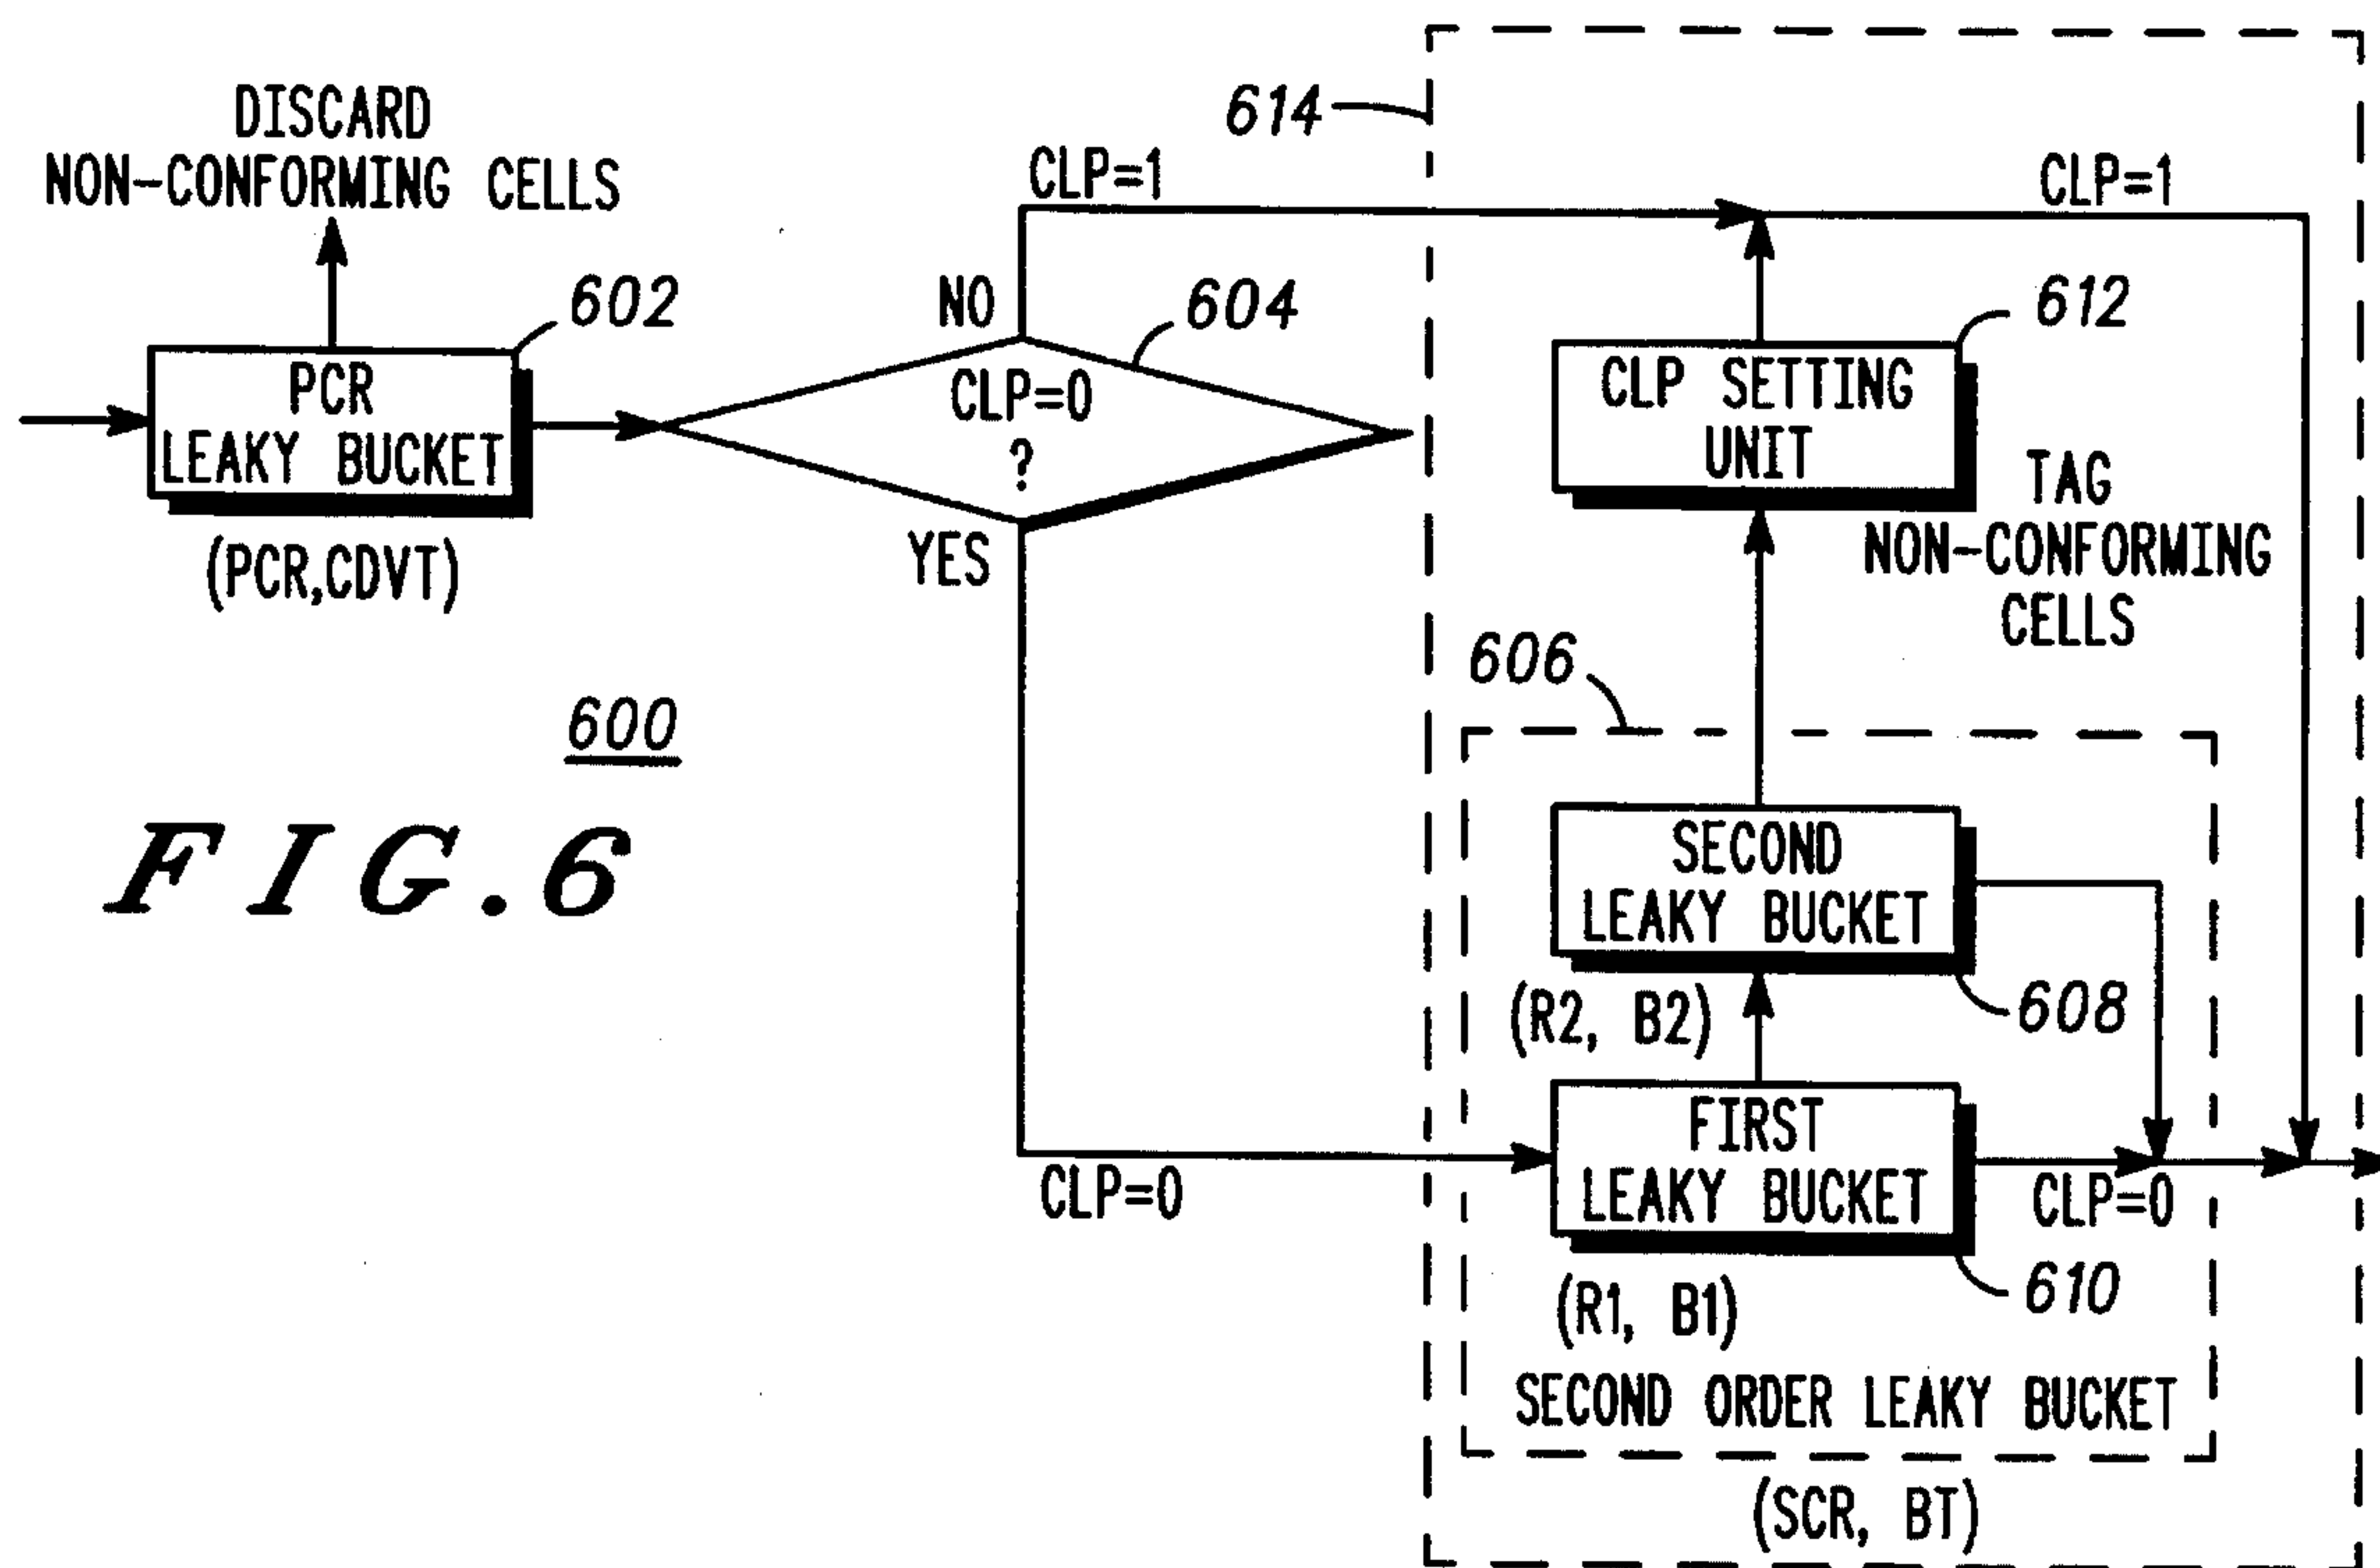 DISCARD
NON-CONFORMING CELLS
602
PCR
LEAKY BUCKET
(PCR,CDVT)
NO
604
CLP=0
?
YES
CLP=1
614
CLP=1
612
CLP SETTING
UNIT
TAG
NON-CONFORMING
CELLS
606
600
FIG.6
SECOND
LEAKY BUCKET
(R2, B2)
608
FIRST
LEAKY BUCKET
CLP=0
CLP=0
(R1, B1)
610
SECOND ORDER LEAKY BUCKET
(SCR, BT)